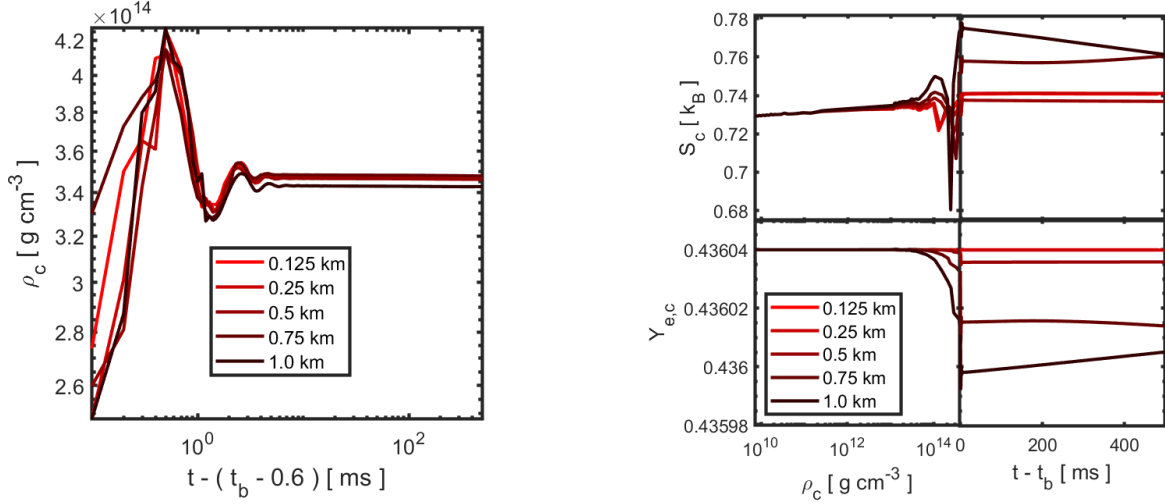 ×10^14
4.2
4
3.8
3.6
3.4
3.2
3
2.8
2.6
ρ_c [ g cm^-3 ]
0.125 km
0.25 km
0.5 km
0.75 km
1.0 km
10^0
10^2
t - ( t_b - 0.6 ) [ ms ]
0.78
0.76
0.74
0.72
0.7
0.68
S_c [ k_B ]
0.43604
0.43602
0.436
0.43598
Y_e,c
0.125 km
0.25 km
0.5 km
0.75 km
1.0 km
10^10
10^12
10^14
0
200
400
ρ_c [ g cm^-3 ]
t - t_b [ ms ]